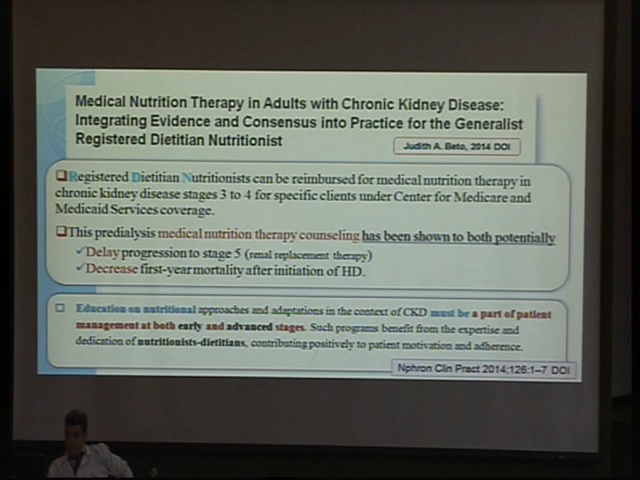 Medical Nutrition Therapy in Adults with Chronic Kidney Disease:
Integrating Evidence and Consensus into Practice for the Generalist
Registered Dietitian Nutritionist
Judith A. Beto, 2014 DOI
Registered Dietitian Nutritionists can be reimbursed for medical nutrition therapy in
chronic kidney disease stages 3 to 4 for specific clients under Center for Medicare and
Medicaid Services coverage.
This predialysis medical nutrition therapy counseling has been shown to both potentially
Delay progression to stage 5 (renal replacement therapy)
Decrease first-year mortality after initiation of HD.
Education on nutritional approaches and adaptations in the context of CKD must be a part of patient
management at both early and advanced stages. Such programs benefit from the expertise and
dedication of nutritionists-dietitians, contributing positively to patient motivation and adherence.
Nphron Clin Pract 2014;126:1–7 DOI